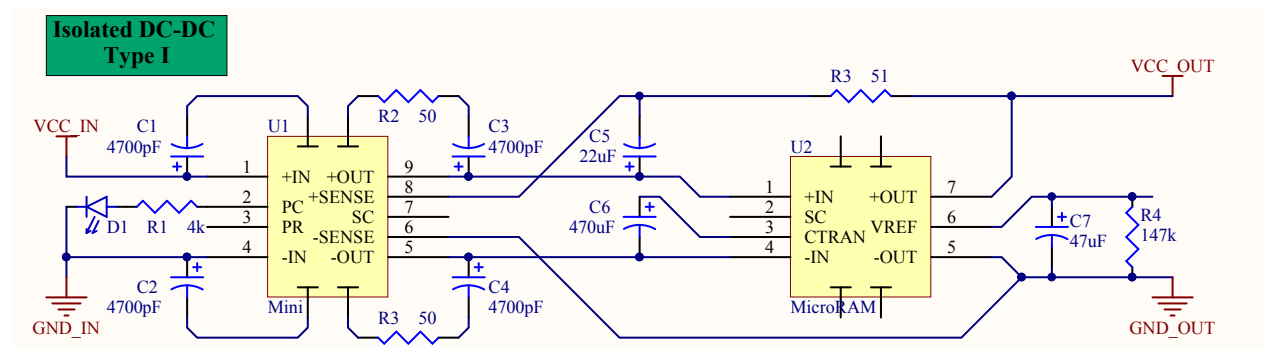 Isolated DC-DC
Type I
VCC_IN
C1
4700pF
U1
R2 50
C3
4700pF
C5
22uF
R3 51
VCC_OUT
U2
1 +IN
+OUT 9
+SENSE 8
2 PC
SC 7
3 PR
-SENSE 6
4 -IN
-OUT 5
D1
R1 4k
C6
470uF
1 +IN
+OUT 7
2 SC
VREF 6
3 CTRAN
4 -IN
-OUT 5
C7
47uF
R4
147k
C2
4700pF
Mini
R3 50
C4
4700pF
MicroRAM
GND_IN
GND_OUT
+
+
+
+
+
+
+